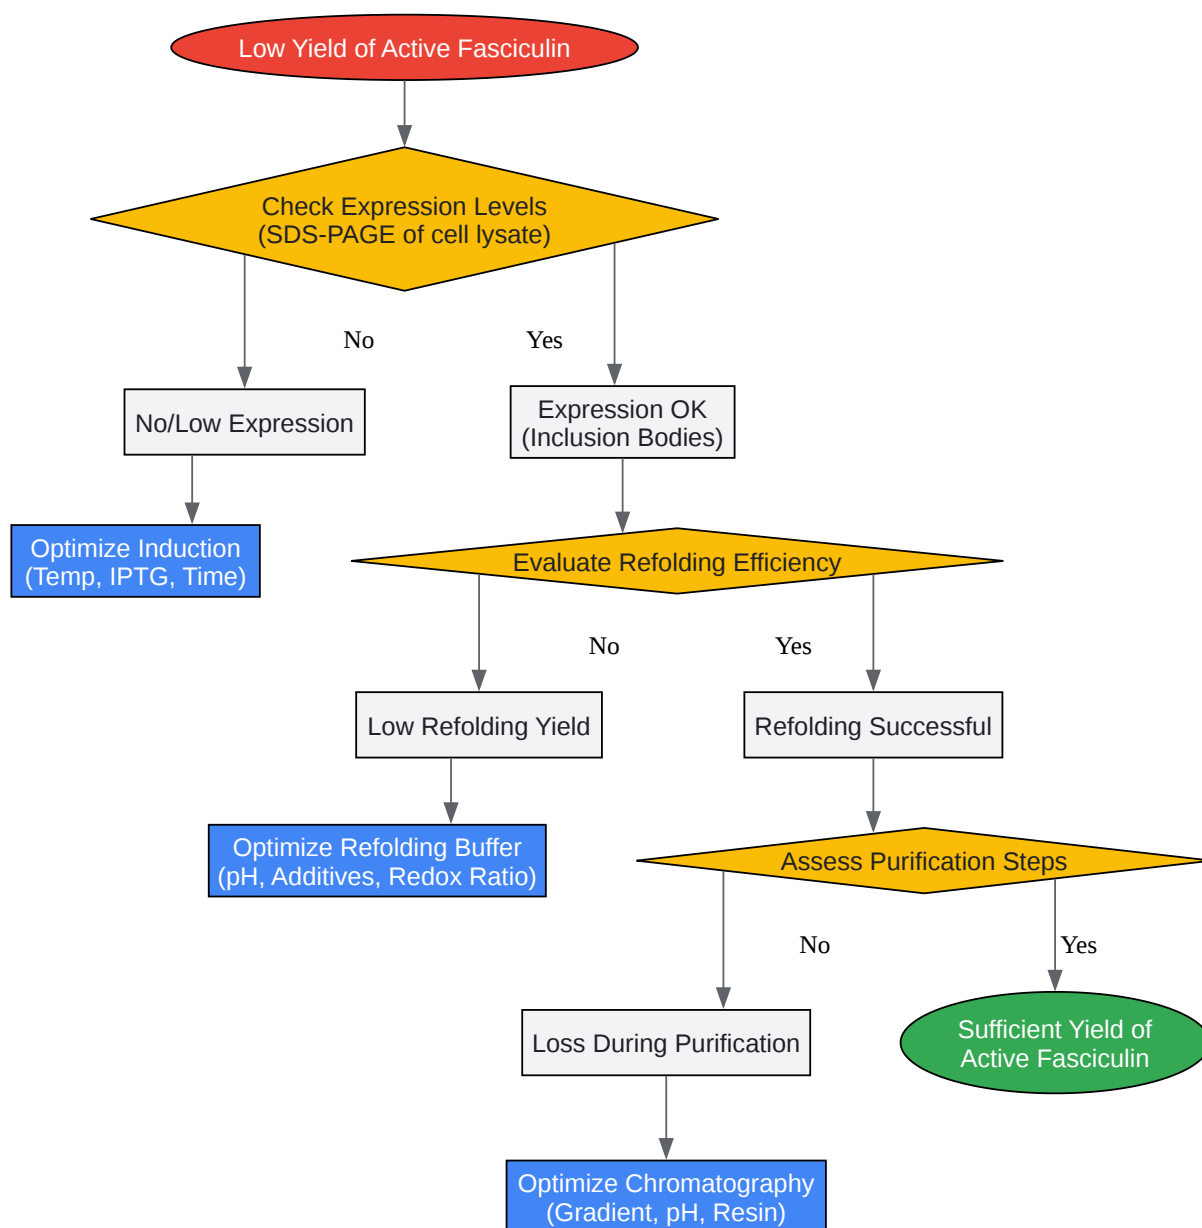 Low Yield of Active Fasciculin
Check Expression Levels
(SDS-PAGE of cell lysate)
No
Yes
No/Low Expression
Expression OK
(Inclusion Bodies)
Optimize Induction
(Temp, IPTG, Time)
Evaluate Refolding Efficiency
No
Yes
Low Refolding Yield
Refolding Successful
Optimize Refolding Buffer
(pH, Additives, Redox Ratio)
Assess Purification Steps
No
Yes
Loss During Purification
Sufficient Yield of
Active Fasciculin
Optimize Chromatography
(Gradient, pH, Resin)